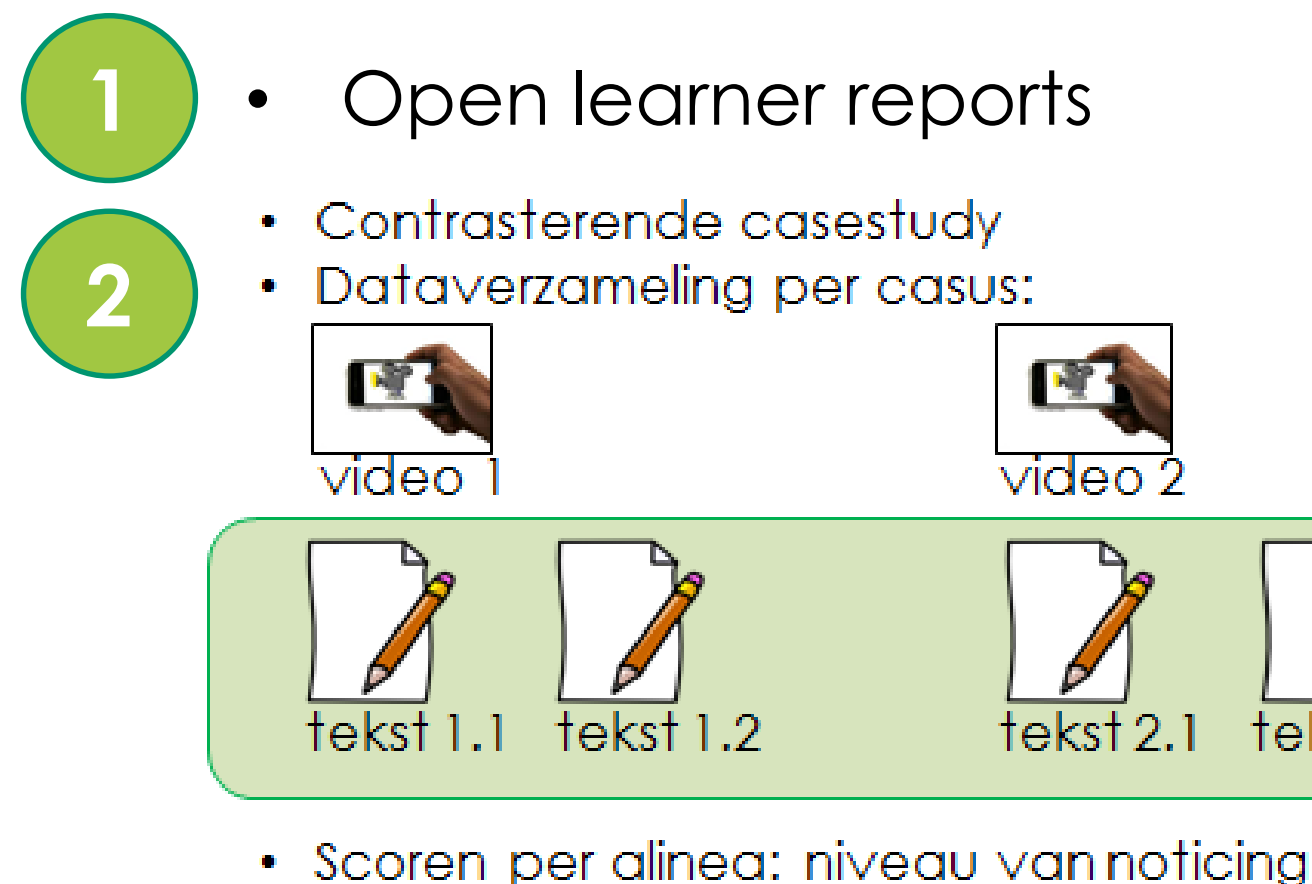 1
• Open learner reports
2
• Contrasterende casestudy
• Dataverzameling per casus:
video 1 video 2
tekst 1.1 tekst 1.2 tekst 2.1
• Scoren per alinea: niveau van noticing